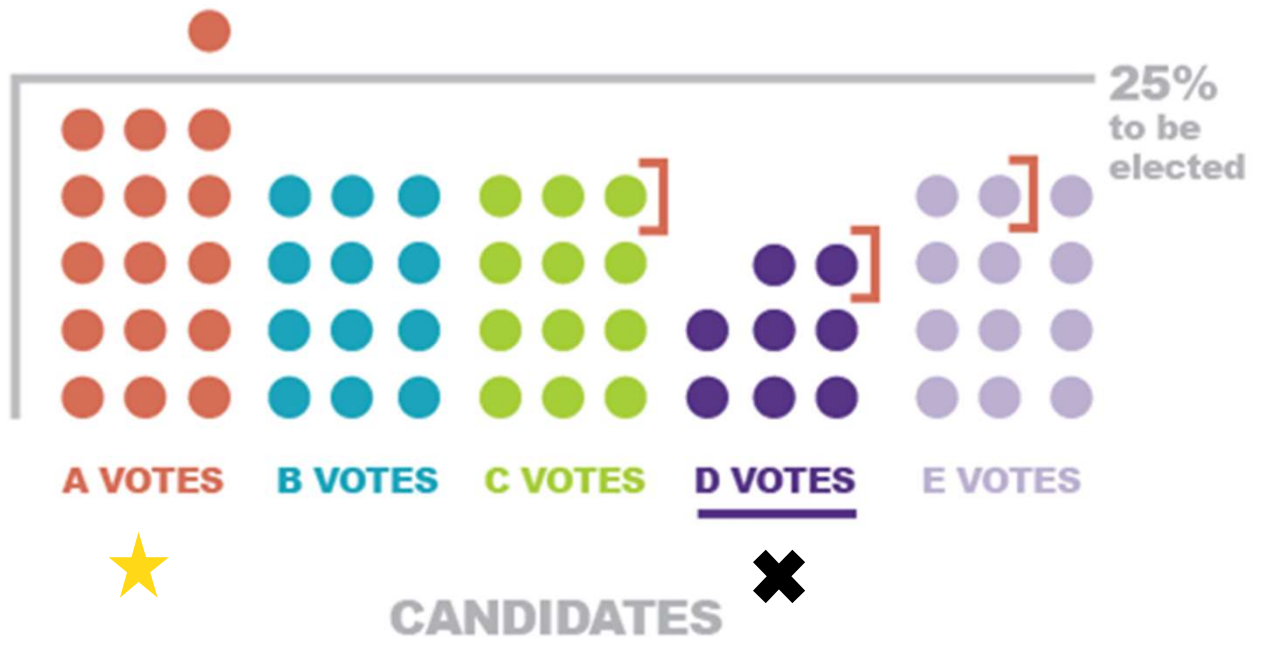 25%
to be
elected
A VOTES
B VOTES
C VOTES
D VOTES
E VOTES
CANDIDATES